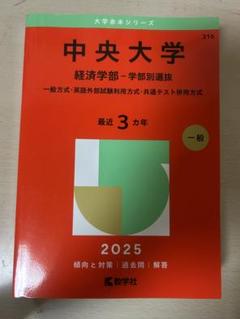 大学赤本シリーズ
316
中央大学
経済学部-学部別選抜
一般方式・英語外部試験利用方式・共通テスト併用方式
最近3カ年
一般
2025
傾向と対策|過去問|解答
教学社